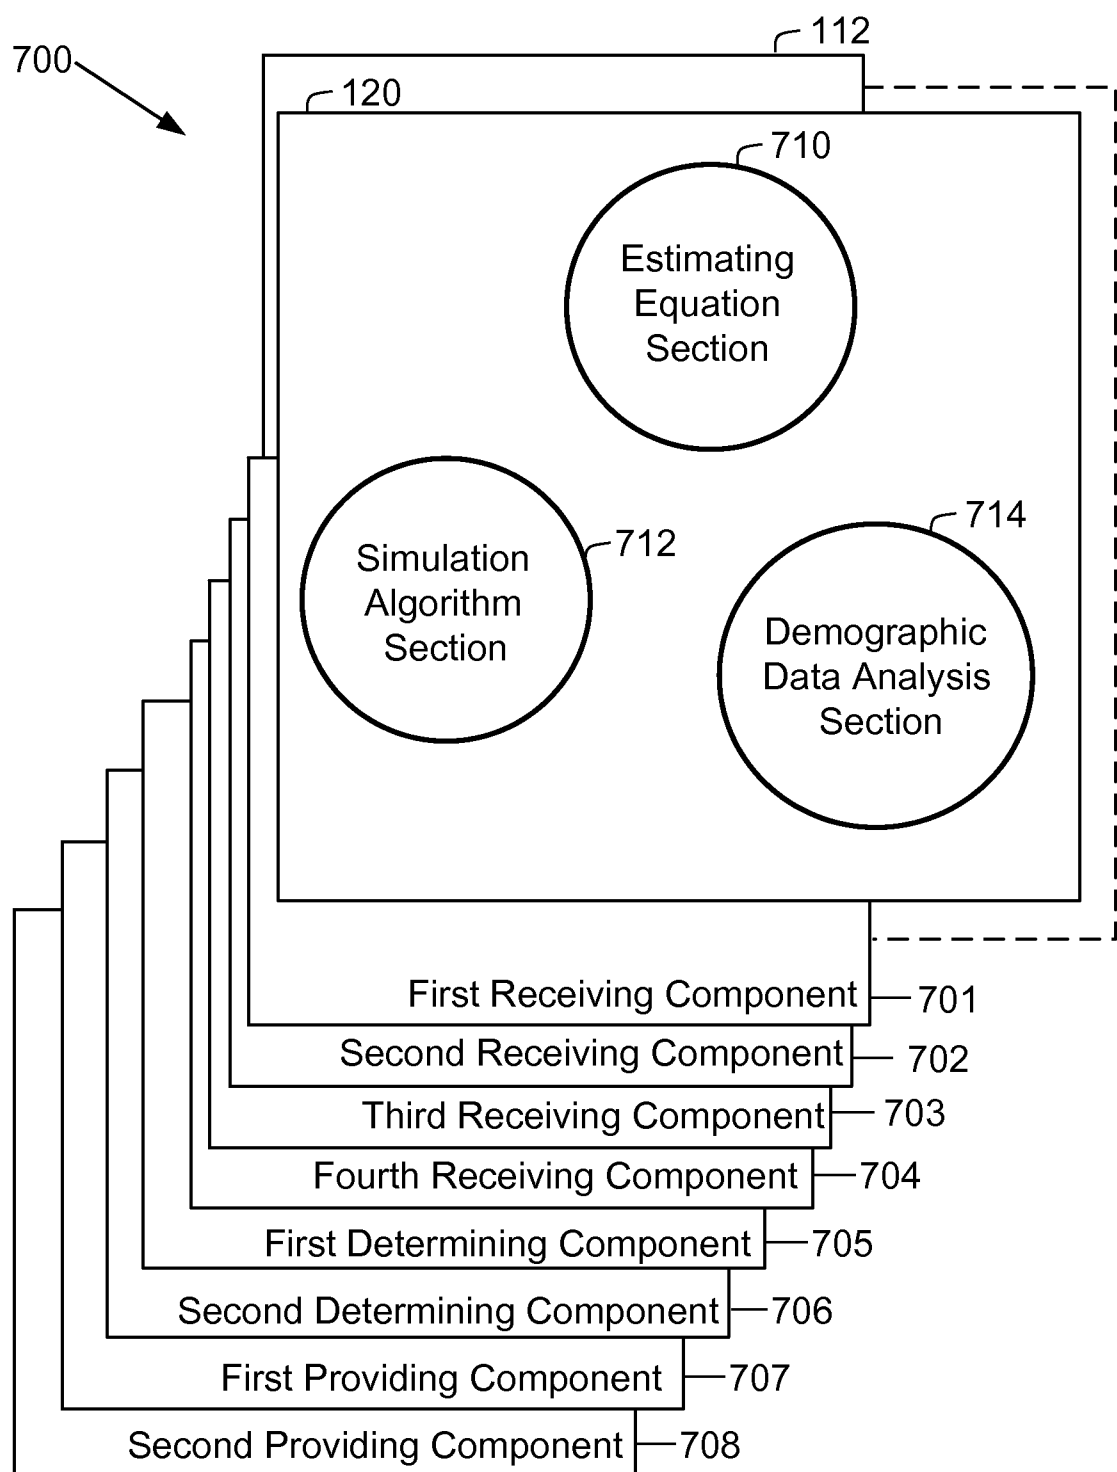 112
700
120
710
Estimating
Equation
Section
714
712
Simulation
Algorithm
Section
Demographic
Data Analysis
Section
First Receiving Component
701
Second Receiving Component
702
Third Receiving Component
703
Fourth Receiving Component
704
First Determining Component
705
Second Determining Component
706
First Providing Component
707
Second Providing Component
708